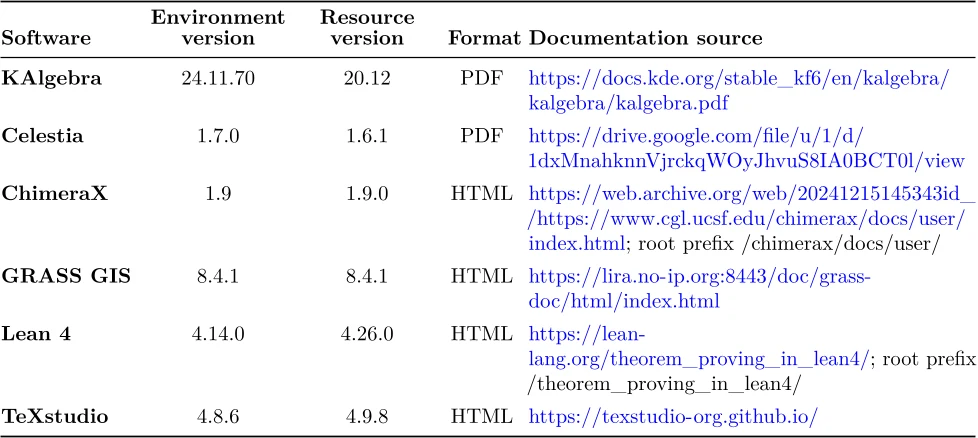 Environment Resource
Software version version Format Documentation source
KAlgebra 24.11.70 20.12 PDF https://docs.kde.org/stable_kf6/en/kalgebra/
kalgebra/kalgebra.pdf
Celestia 1.7.0 1.6.1 PDF https://drive.google.com/file/u/1/d/
1dxMnahknnVjrckqWOyJhvuS8IA0BCT0l/view
ChimeraX 1.9 1.9.0 HTML https://web.archive.org/web/20241215145343id_
/https://www.cgl.ucsf.edu/chimerax/docs/user/
index.html; root prefix /chimerax/docs/user/
GRASS GIS 8.4.1 8.4.1 HTML https://lira.no-ip.org:8443/doc/grass-
doc/html/index.html
Lean 4 4.14.0 4.26.0 HTML https://lean-
lang.org/theorem_proving_in_lean4/; root prefix
/theorem_proving_in_lean4/
TeXstudio 4.8.6 4.9.8 HTML https://texstudio-org.github.io/